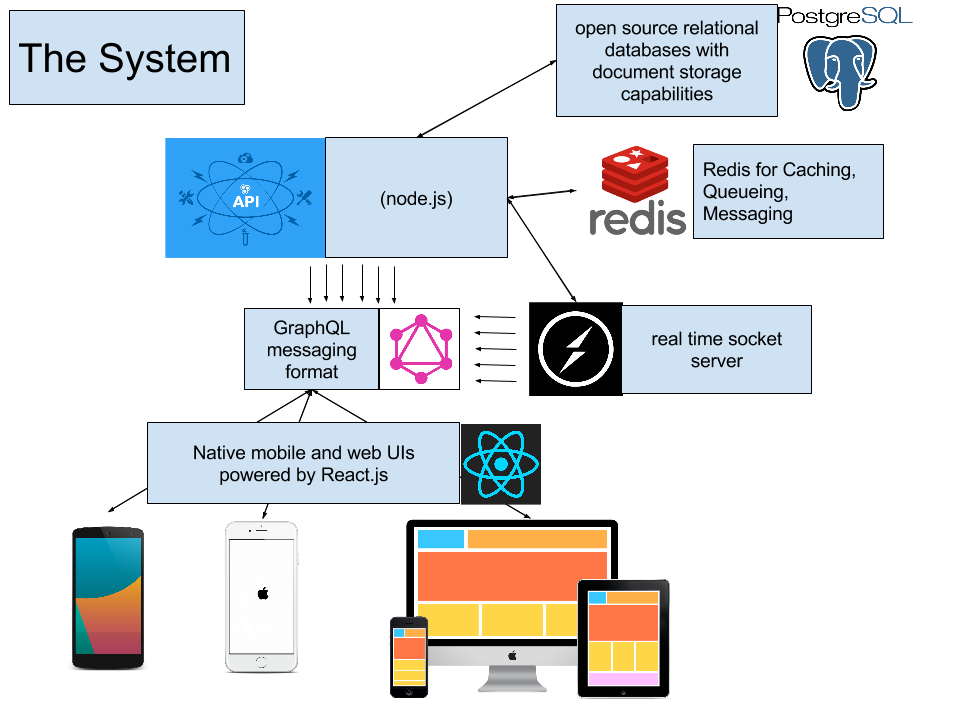 The System
open source relational
databases with
document storage
capabilities
PostgreSQL
API
(node.js)
redis
Redis for Caching,
Queueing,
Messaging
GraphQL
messaging
format
real time socket
server
Native mobile and web UIs
powered by React.js